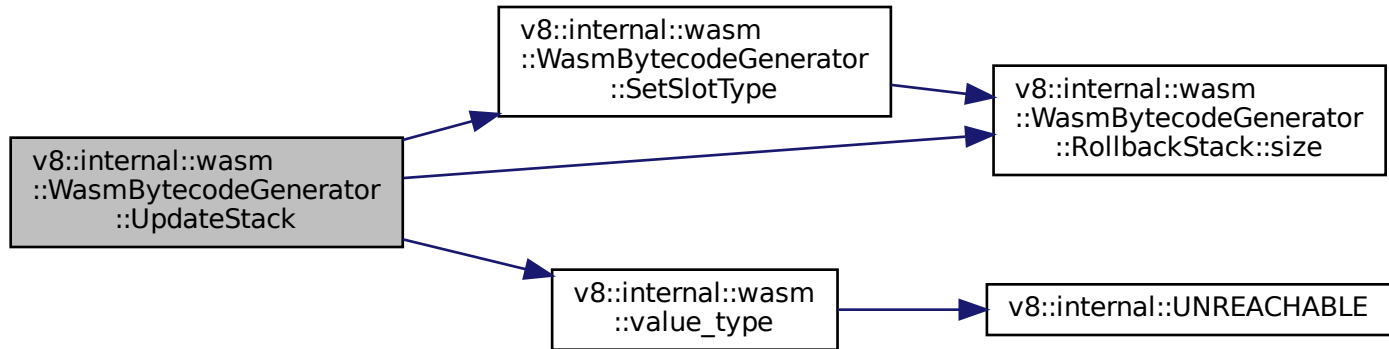 v8::internal::wasm
::WasmBytecodeGenerator
::UpdateStack
v8::internal::wasm
::WasmBytecodeGenerator
::SetSlotType
v8::internal::wasm
::WasmBytecodeGenerator
::RollbackStack::size
v8::internal::wasm
::value_type
v8::internal::UNREACHABLE